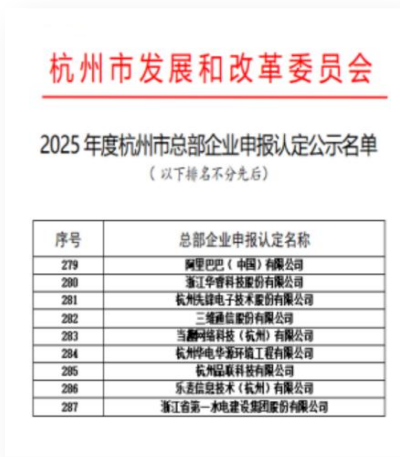 杭州市发展和改革委员会
2025 年度杭州市总部企业申报认定公示名单
（ 以下排名不分先后）
序号 总部企业申报认定名称
279 阿里巴巴（ 中国）有限公司
280 浙江华睿科技股份有限公司
281 杭州先锋电子技术股份有限公司
282 三维通信股份有限公司
283 当网络科技（杭州）有限公司
284 杭州华电华源环境工程有限公司
285 杭州品联科技有限公司
286 乐麦信息技术（杭州）有限公司
287 浙江省第一水电建设集团股份有限公司